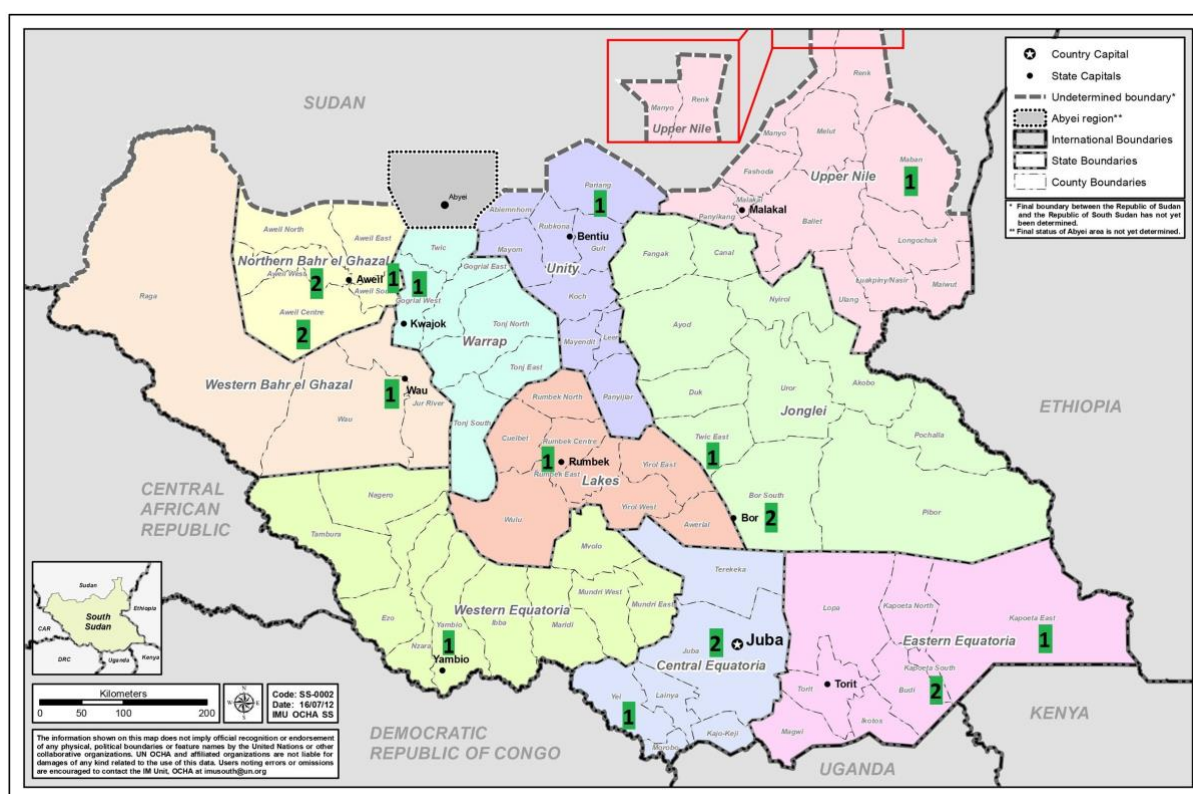 SUDAN
Manyo
Renk
Upper Nile
Renk
Manyo
Melut
Maban
1
Fashoda
Upper Nile
Malakal
Malakal
Panyikang
Baliet
Longochuk
Luakpiny/Nasir
Maiwut
Ulang
Country Capital
State Capitals
Undetermined boundary*
Abyei region**
International Boundaries
State Boundaries
County Boundaries
* Final boundary between the Republic of Sudan
and the Republic of South Sudan has not yet
been determined.
** Final status of Abyei area is not yet determined.
Abyei
Pariang
1
Abiemnhom
Rubkona
Bentiu
Guit
Mayom
Unity
Koch
Mayendit
Leer
Panyijiar
Aweil North
Aweil East
Northern Bahr el Ghazal
Aweil West
2
Aweil
1
Aweil South
Aweil Centre
2
Twic
Gogrial East
1
Gogrial West
Kwajok
Tonj North
Warrap
Tonj East
Tonj South
Raga
Western Bahr el Ghazal
Wau
1
Jur River
Wau
Fangak
Canal
Nyirol
Ayod
Duk
Uror
Akobo
Jonglei
Pochalla
Twic East
1
Bor South
2
Bor
Pibor
ETHIOPIA
Rumbek North
Cueibet
Rumbek Centre
1
Rumbek
Rumbek East
Lakes
Yirol East
Yirol West
Wulu
Awerial
CENTRAL
AFRICAN
REPUBLIC
Nagero
Tambura
Mvolo
Mundri West
Mundri East
Western Equatoria
Ezo
Yambio
Ibba
Maridi
Nzara
1
Yambio
Terekeka
Juba
2
Juba
Central Equatoria
Yei
1
Lainya
Morobo
Kajo-Keji
Lopa
Kapoeta North
Kapoeta East
Eastern Equatoria
1
Kapoeta South
2
Torit
Torit
Budi
Ikotos
Magwi
KENYA
UGANDA
DEMOCRATIC
REPUBLIC OF CONGO
Sudan
South
Sudan
Ethiopia
CAR
DRC
Uganda
Kenya
Kilometers
0 50 100 200
Code: SS-0002
Date: 16/07/12
IMU OCHA SS
The information shown on this map does not imply official recognition or endorsement
of any physical, political boundaries or feature names by the United Nations or other
collaborative organizations. UN OCHA and affiliated organizations are not liable for
damages of any kind related to the use of this data. Users noting errors or omissions
are encouraged to contact the IM Unit, OCHA at imusouth@un.org